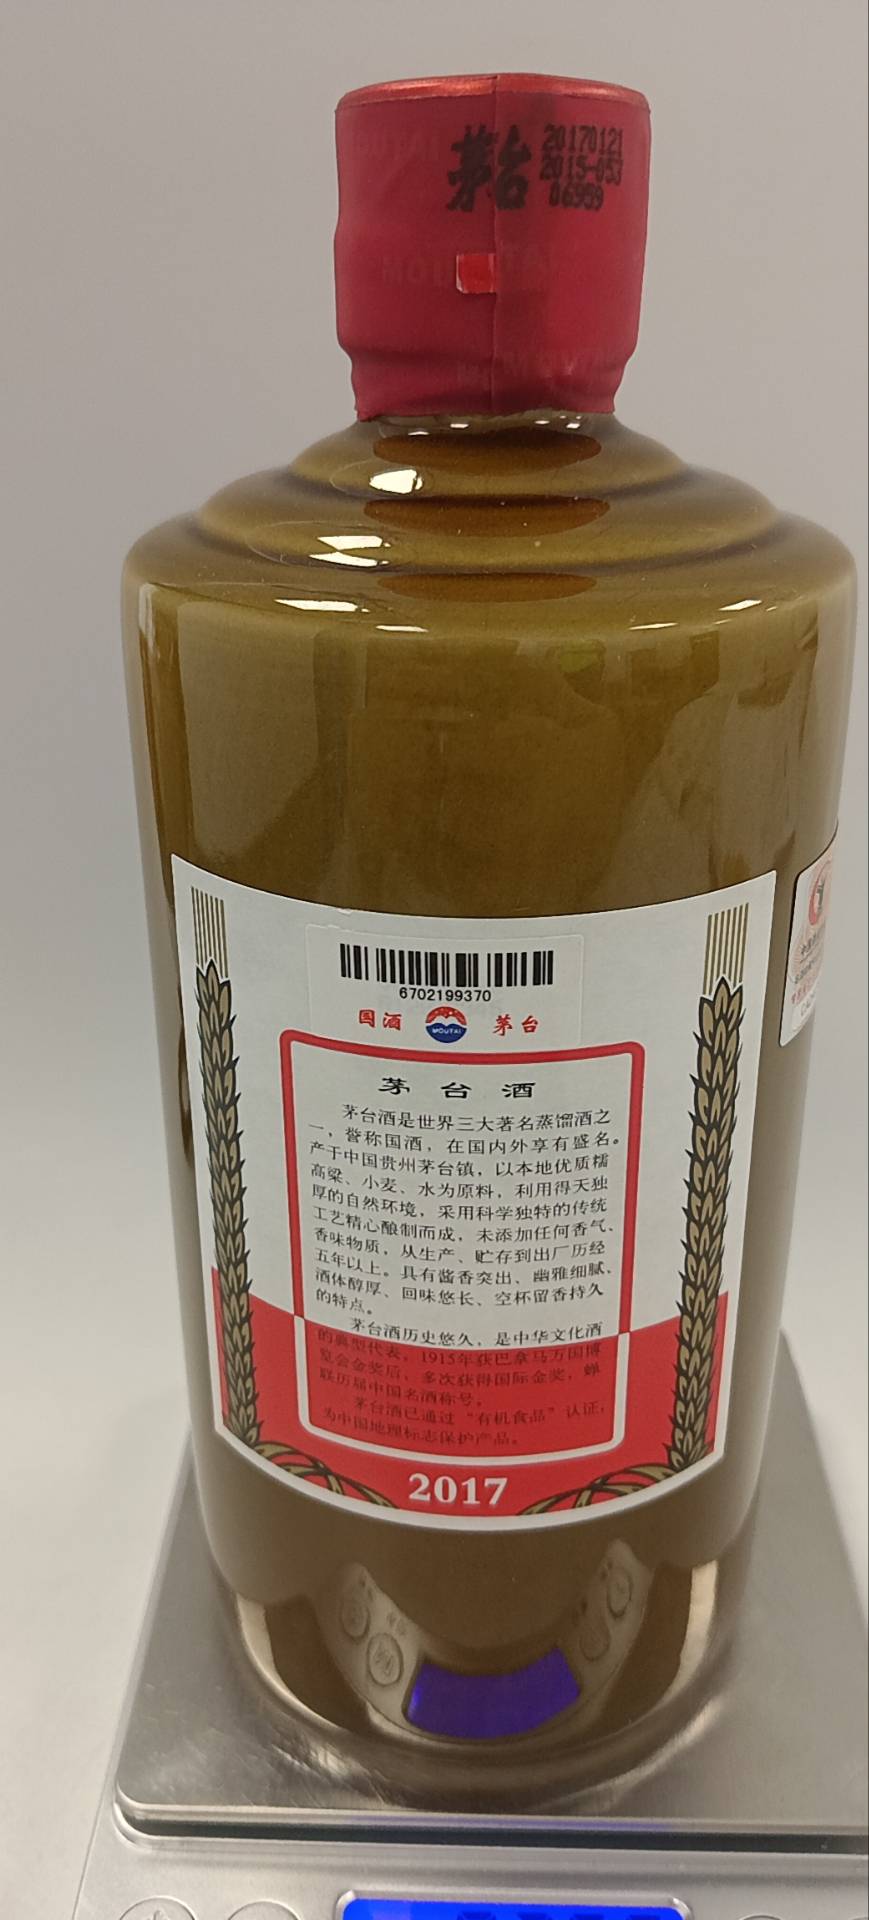 茅台
20170121
2015-053
06959
MOUTAI
6702199370
国酒 MOUTAI 茅台
茅台酒
茅台酒是世界三大著名蒸馏酒之
一，誉称国酒，在国内外享有盛名。
产于中国贵州茅台镇，以本地优质糯
高粱、小麦、水为原料，利用得天独
厚的自然环境，采用科学独特的传统
工艺精心酿制而成，未添加任何香气、
香味物质，从生产、贮存到出厂历经
五年以上。具有酱香突出、幽雅细腻、
酒体醇厚、回味悠长、空杯留香持久
的特点。
茅台酒历史悠久，是中华文化酒
的典型代表，1915年获巴拿马万国博
览会金奖后，多次获得国际金奖，蝉
联历届中国名酒称号。
茅台酒已通过“有机食品”认证，
为中国地理标志保护产品。
2017